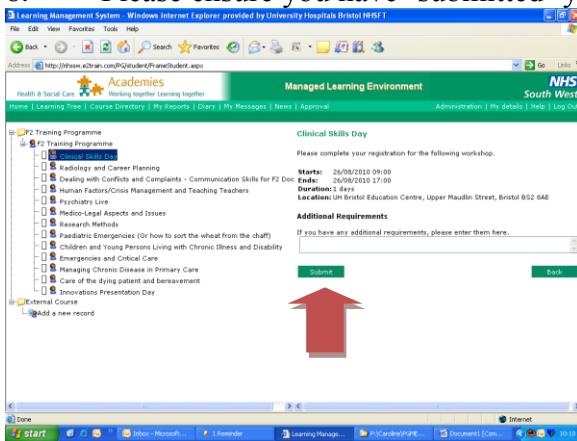 Please ensure you have "submitted" y
Learning Management System - Windows Internet Explorer provided by University Hospitals Bristol NHSFT
File Edit View Favorites Tools Help
Back Search Favorites
Address http://nhssw.e2train.com/PG/student/FrameStudent.aspx Go Links
Health & Social Care Academies
Working together Learning together
Managed Learning Environment
NHS
South West
Home | Learning Tree | Course Directory | My Reports | Diary | My Messages | News | Approval
Administration | My details | Help | Log Out
F2 Training Programme
F2 Training Programme
Clinical Skills Day
Radiology and Career Planning
Dealing with Conflicts and Complaints - Communication Skills for F2 Doc
Human Factors/Crisis Management and Teaching Teachers
Psychiatry Live
Medico-Legal Aspects and Issues
Research Methods
Paediatric Emergencies (Or how to sort the wheat from the chaff)
Children and Young Persons Living with Chronic Illness and Disability
Emergencies and Critical Care
Managing Chronic Disease in Primary Care
Care of the dying patient and bereavement
Innovations Presentation Day
External Course
Add a new record
Clinical Skills Day
Please complete your registration for the following workshop.
Starts: 26/08/2010 09:00
Ends: 26/08/2010 17:00
Duration: 1 days
Location: UH Bristol Education Centre, Upper Maudlin Street, Bristol BS2 8AE
Additional Requirements
If you have any additional requirements, please enter them here.
Submit Back
Done Internet
start Inbox - Microsoft... 1 Reminder Learning Manage... P:\Caroline\PGME... Document1 [Com... 10:10